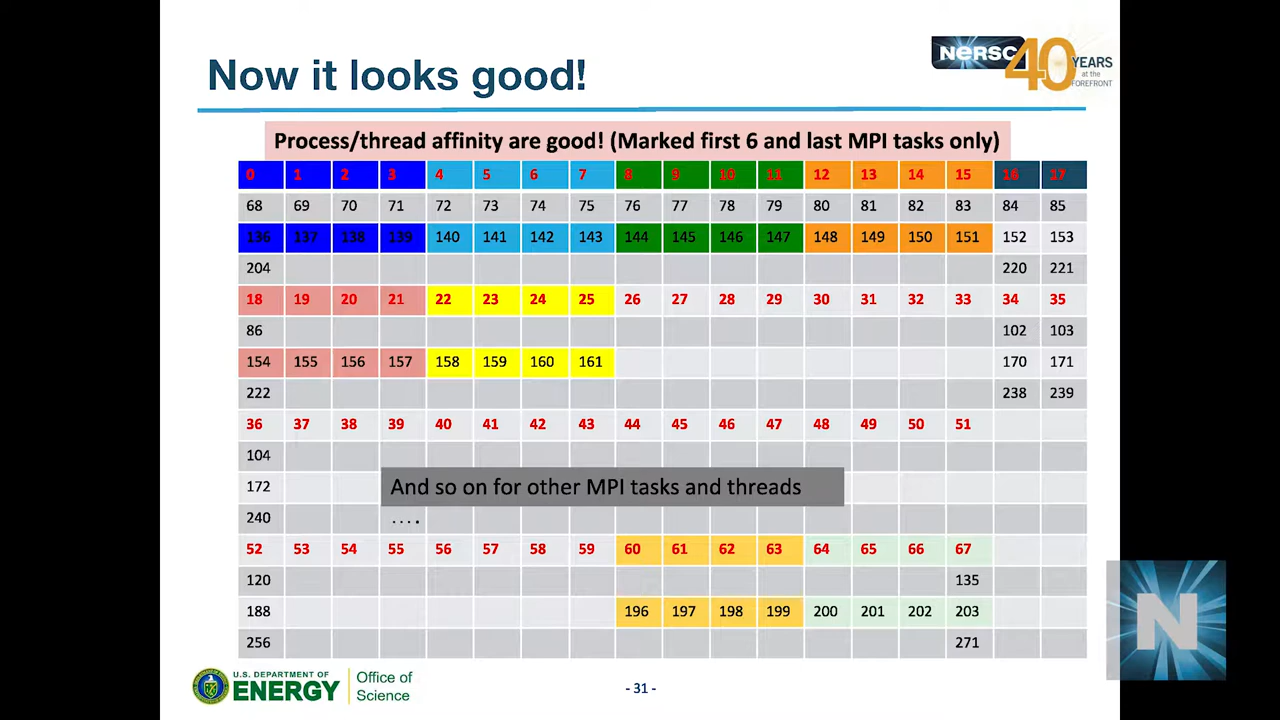 NERSC 40 YEARS
at the
FOREFRONT
Now it looks good!
Process/thread affinity are good! (Marked first 6 and last MPI tasks only)
0 1 2 3 4 5 6 7 8 9 10 11 12 13 14 15 16 17
68 69 70 71 72 73 74 75 76 77 78 79 80 81 82 83 84 85
136 137 138 139 140 141 142 143 144 145 146 147 148 149 150 151 152 153
204 220 221
18 19 20 21 22 23 24 25 26 27 28 29 30 31 32 33 34 35
86 102 103
154 155 156 157 158 159 160 161 170 171
222 238 239
36 37 38 39 40 41 42 43 44 45 46 47 48 49 50 51
104
172 And so on for other MPI tasks and threads
240 ....
52 53 54 55 56 57 58 59 60 61 62 63 64 65 66 67
120 135
188 196 197 198 199 200 201 202 203
256 271
U.S. DEPARTMENT OF
ENERGY
Office of
Science
- 31 -
N